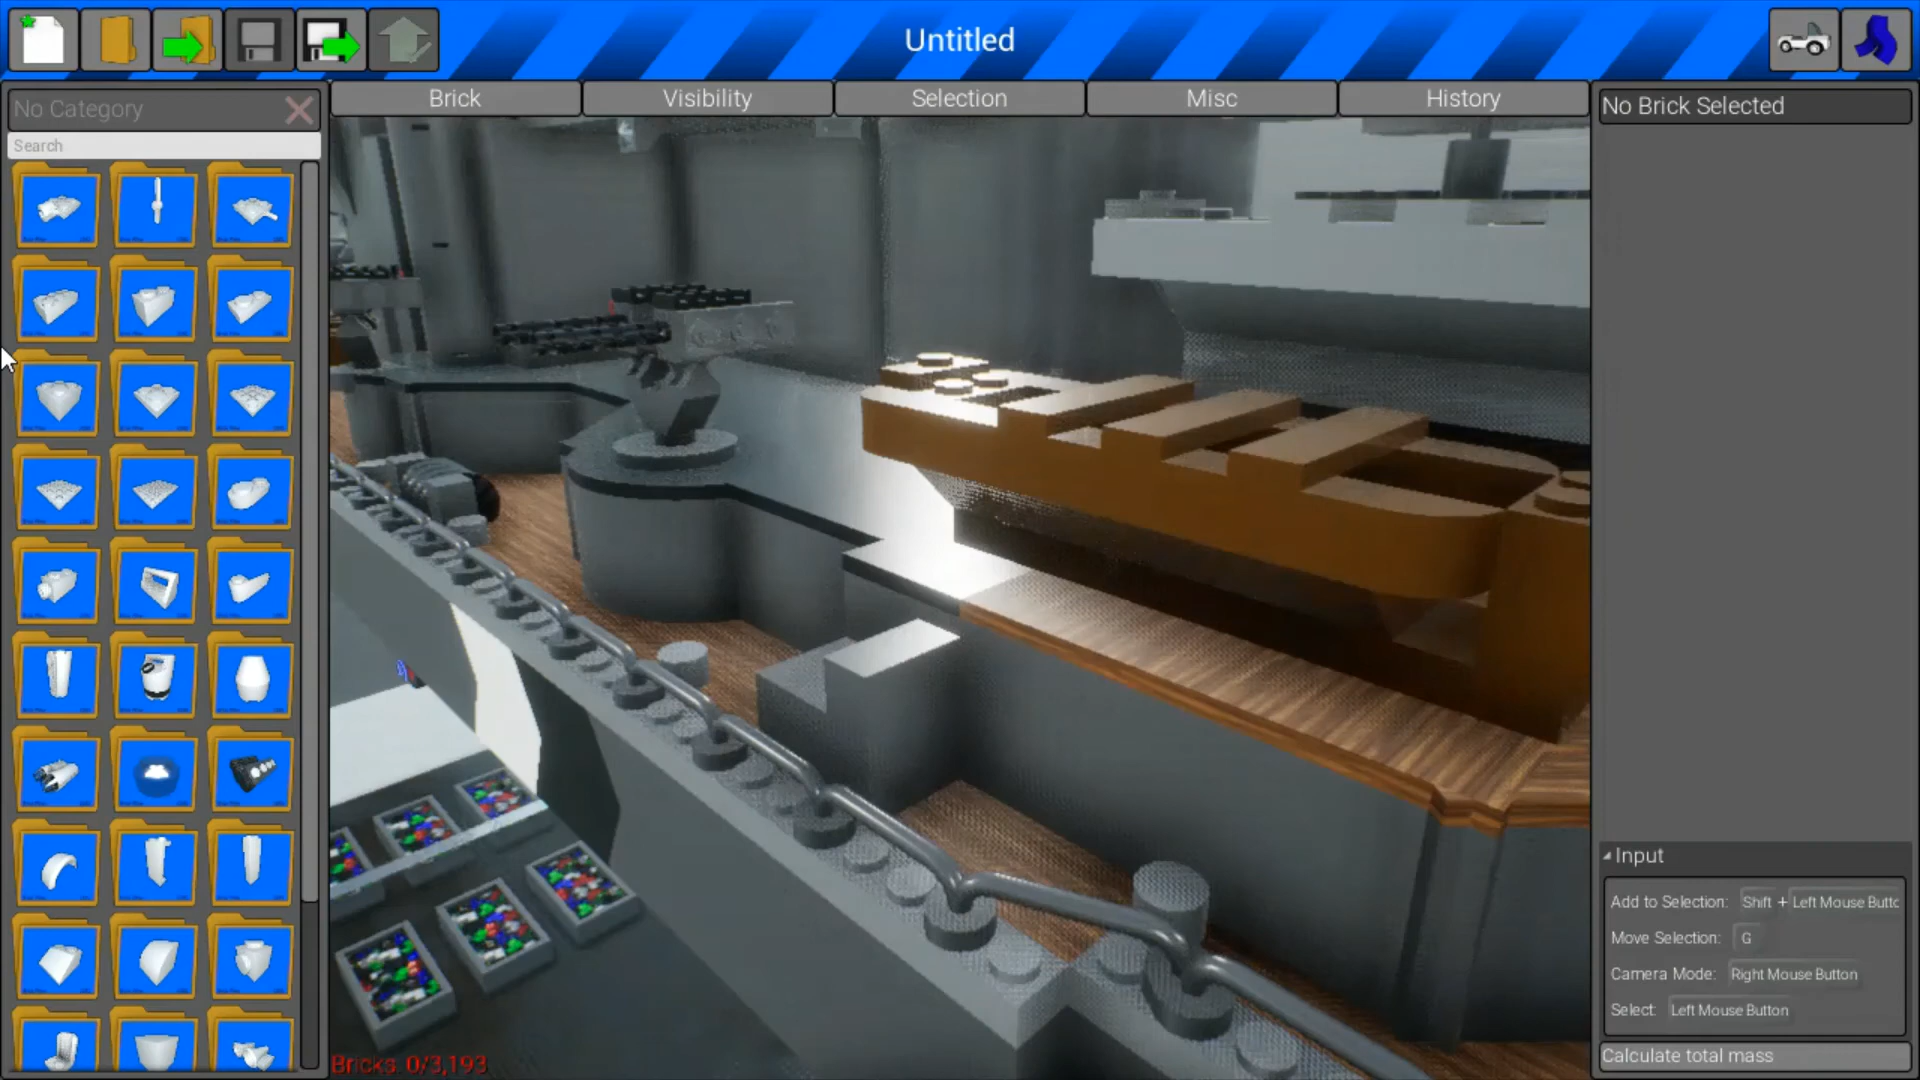 Untitled
No Category
Search
Brick
Visibility
Selection
Misc
History
No Brick Selected
Bricks: 0/3,193
Input
Add to Selection: Shift + Left Mouse Butto
Move Selection: G
Camera Mode: Right Mouse Button
Select: Left Mouse Button
Calculate total mass